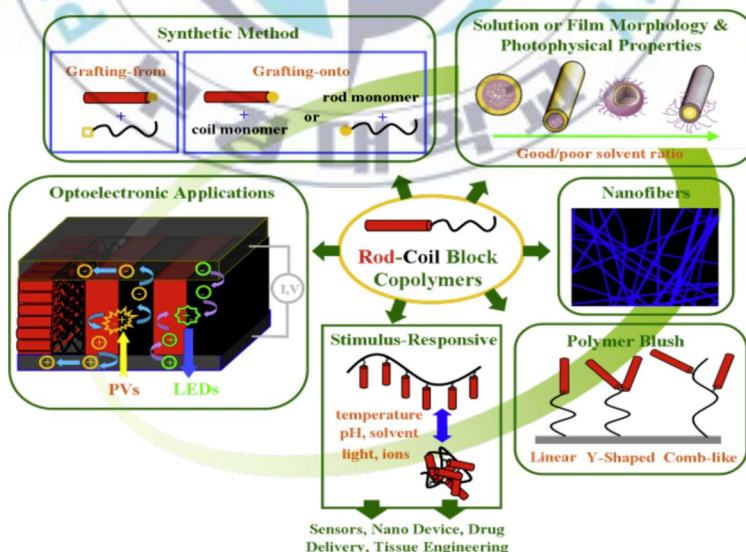 Synthetic Method
Grafting-from
Grafting-onto
+
+
coil monomer
or
rod monomer
+
Solution or Film Morphology &
Photophysical Properties
Good/poor solvent ratio
Optoelectronic Applications
I,V
PVs
LEDs
Rod-Coil Block
Copolymers
Nanofibers
Stimulus-Responsive
temperature
pH, solvent
light, ions
Polymer Blush
Linear Y-Shaped Comb-like
Sensors, Nano Device, Drug
Delivery, Tissue Engineering